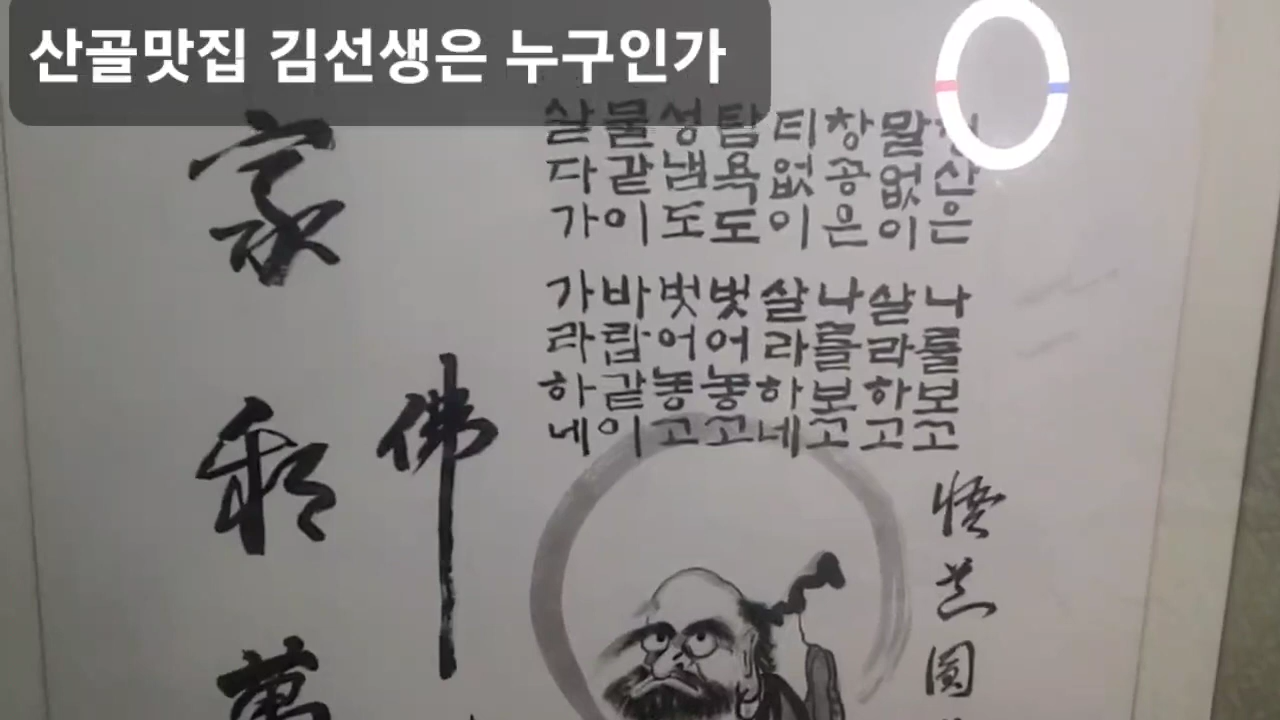 산골맛집 김선생은 누구인가
청산은 나를보고
말없이 살라하고
창공은 나를보고
티없이 살라하네
탐욕도 벗어놓고
성냄도 벗어놓고
물같이 바람같이
살다가 가라하네
悟 圓
佛
家和萬